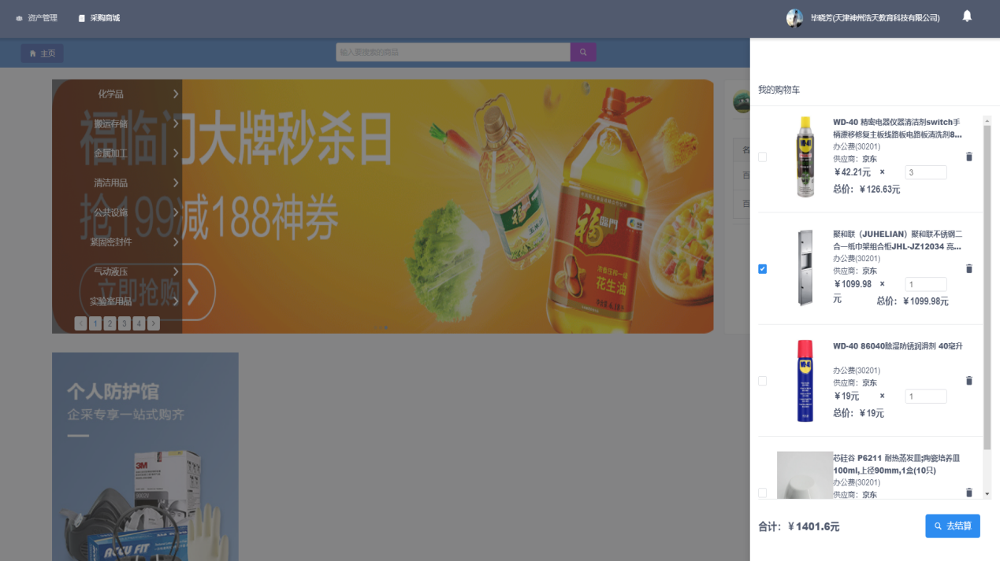 资产管理
采购商城
毕晓芳(天津神州浩天教育科技有限公司)
主页
输入要搜索的商品
化学品
搬运存储
金属加工
清洁用品
公共设施
紧固密封件
气动液压
实验室用品
< 1 2 3 4 >
福临门大牌秒杀日
抢199减188神券
立即抢购
福临門
花生油
个人防护馆
企采专享一站式购齐
3M
ACCU FIT
名
百
百
我的购物车
WD-40 精密电器仪器清洁剂switch手
柄漂移修复主板线路板电路板清洗剂8...
办公费(30201)
供应商：京东
￥42.21元 × 3
总价：￥126.63元
聚和联（JUHELIAN）聚和联不锈钢二
合一纸巾架组合柜JHL-JZ12034 亮...
办公费(30201)
供应商：京东
￥1099.98 × 1
元 总价：￥1099.98元
WD-40 86040除湿防锈润滑剂 40毫升
办公费(30201)
供应商：京东
￥19元 × 1
总价：￥19元
芯硅谷 P6211 耐热蒸发皿;陶瓷培养皿
100ml,上径90mm,1盒(10只)
办公费(30201)
供应商：京东
合计：￥1401.6元
去结算